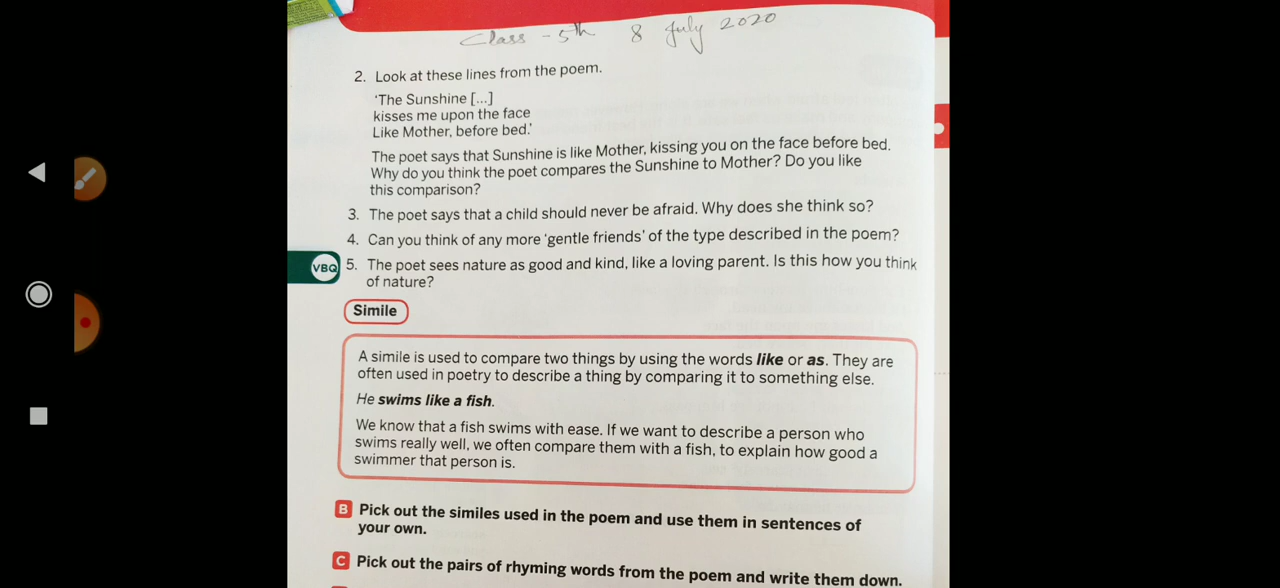 Class - 5th 8 July 2020
2. Look at these lines from the poem.
'The Sunshine [...]
kisses me upon the face
Like Mother, before bed.'
The poet says that Sunshine is like Mother, kissing you on the face before bed.
Why do you think the poet compares the Sunshine to Mother? Do you like
this comparison?
3. The poet says that a child should never be afraid. Why does she think so?
4. Can you think of any more 'gentle friends' of the type described in the poem?
VBQ 5. The poet sees nature as good and kind, like a loving parent. Is this how you think
of nature?
Simile
A simile is used to compare two things by using the words like or as. They are
often used in poetry to describe a thing by comparing it to something else.
He swims like a fish.
We know that a fish swims with ease. If we want to describe a person who
swims really well, we often compare them with a fish, to explain how good a
swimmer that person is.
B Pick out the similes used in the poem and use them in sentences of
your own.
C Pick out the pairs of rhyming words from the poem and write them down.